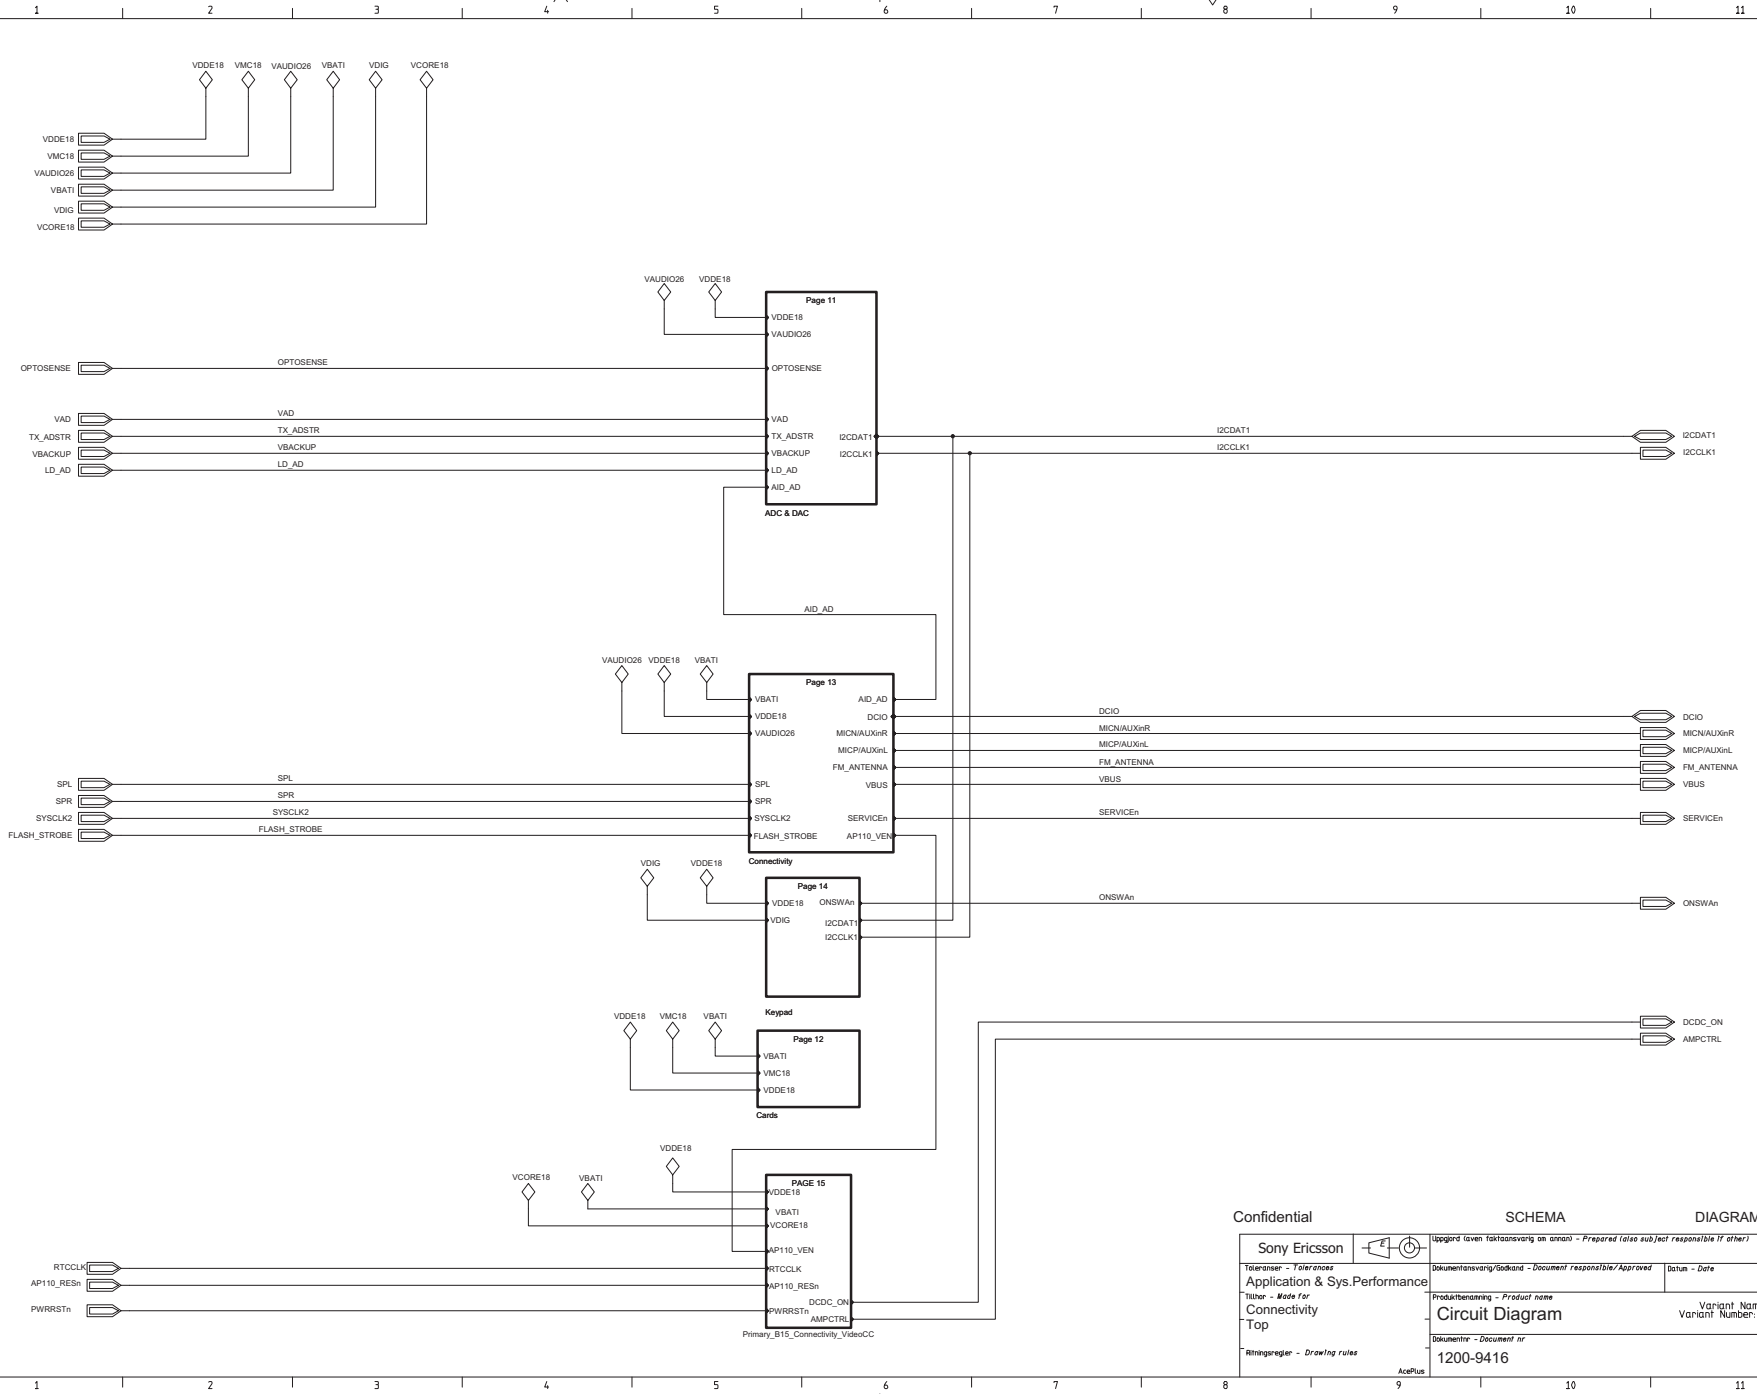 1 2 3 4 5 6 7 8 9 10 11
VDDE18 VMC18 VAUDIO26 VBATI VDIG VCORE18
VDDE18
VMC18
VAUDIO26
VBATI
VDIG
VCORE18
VAUDIO26 VDDE18
Page 11
VDDE18
VAUDIO26
OPTOSENSE OPTOSENSE OPTOSENSE
VAD VAD VAD
TX_ADSTR TX_ADSTR TX_ADSTR I2CDAT1 I2CDAT1 I2CDAT1
VBACKUP VBACKUP VBACKUP I2CCLK1 I2CCLK1 I2CCLK1
LD_AD LD_AD LD_AD
AID_AD
ADC & DAC
AID_AD
VAUDIO26 VDDE18 VBATI
Page 13
VBATI AID_AD
VDDE18 DCIO DCIO DCIO
VAUDIO26 MICN/AUXinR MICN/AUXinR MICN/AUXinR
MICP/AUXinL MICP/AUXinL MICP/AUXinL
FM_ANTENNA FM_ANTENNA FM_ANTENNA
SPL SPL SPL VBUS VBUS VBUS
SPR SPR SPR
SYSCLK2 SYSCLK2 SYSCLK2 SERVICEn SERVICEn SERVICEn
FLASH_STROBE FLASH_STROBE FLASH_STROBE AP110_VEN
Connectivity
VDIG VDDE18
Page 14
VDDE18 ONSWAn ONSWAn ONSWAn
VDIG I2CDAT1
I2CCLK1
Keypad
VDDE18 VMC18 VBATI
DCDC_ON
AMPCTRL
Page 12
VBATI
VMC18
VDDE18
Cards
VDDE18
VCORE18 VBATI
PAGE 15
VDDE18
VBATI
VCORE18
AP110_VEN
RTCCLK RTCCLK
AP110_RESn AP110_RESn
DCDC_ON
PWRRSTn PWRRSTn
AMPCTRL
Primary_B15_Connectivity_VideoCC
Confidential SCHEMA DIAGRAM
Sony Ericsson E Uppgjord (aven faktaansvarig om annan) - Prepared (also subject responsible if other)
Toleranser - Tolerances
Application & Sys.Performance
Dokumentansvarig/Godkand - Document responsible/Approved Datum - Date
Tillhor - Made for
Connectivity
Top
Produktbenamning - Product name
Circuit Diagram
Variant Nam
Variant Number:
Ritningsregler - Drawing rules
AcePlus
Dokumentnr - Document nr
1200-9416
1 2 3 4 5 6 7 8 9 10 11